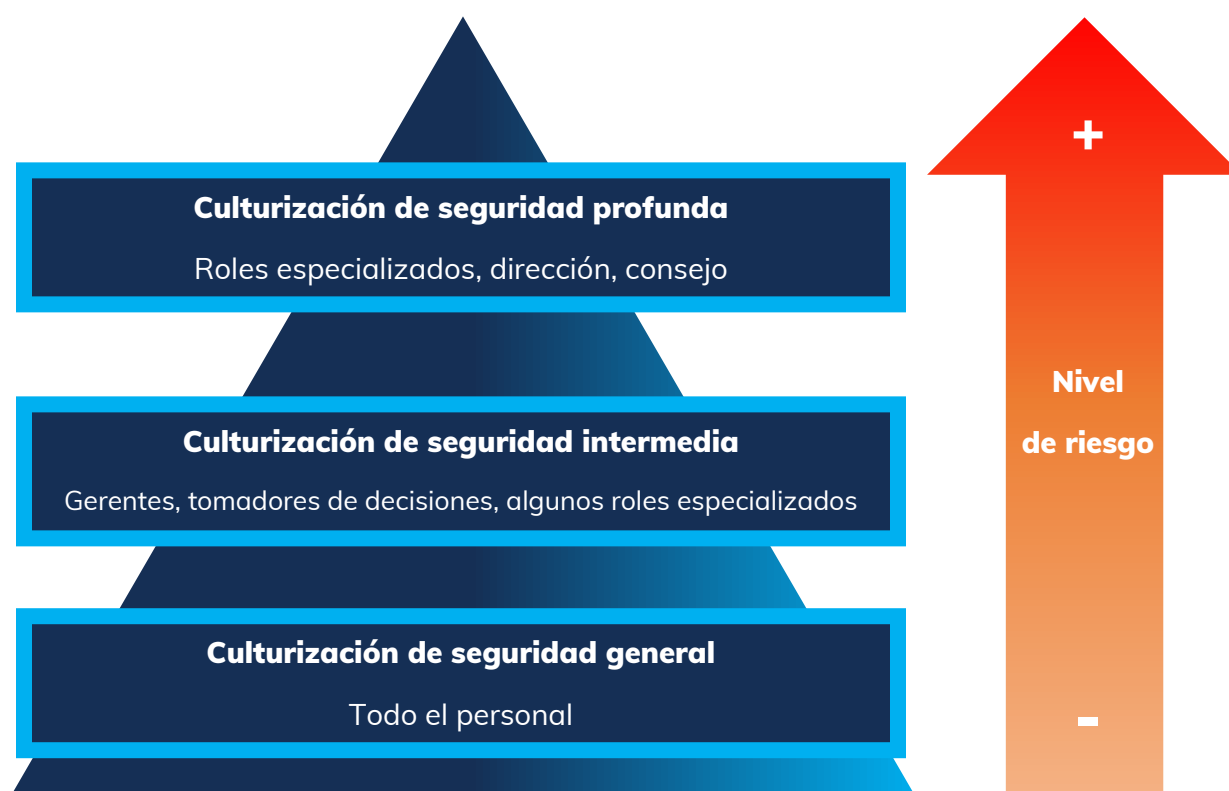 Culturización de seguridad profunda
Roles especializados, dirección, consejo
Culturización de seguridad intermedia
Gerentes, tomadores de decisiones, algunos roles especializados
Culturización de seguridad general
Todo el personal
+
Nivel
de riesgo
-